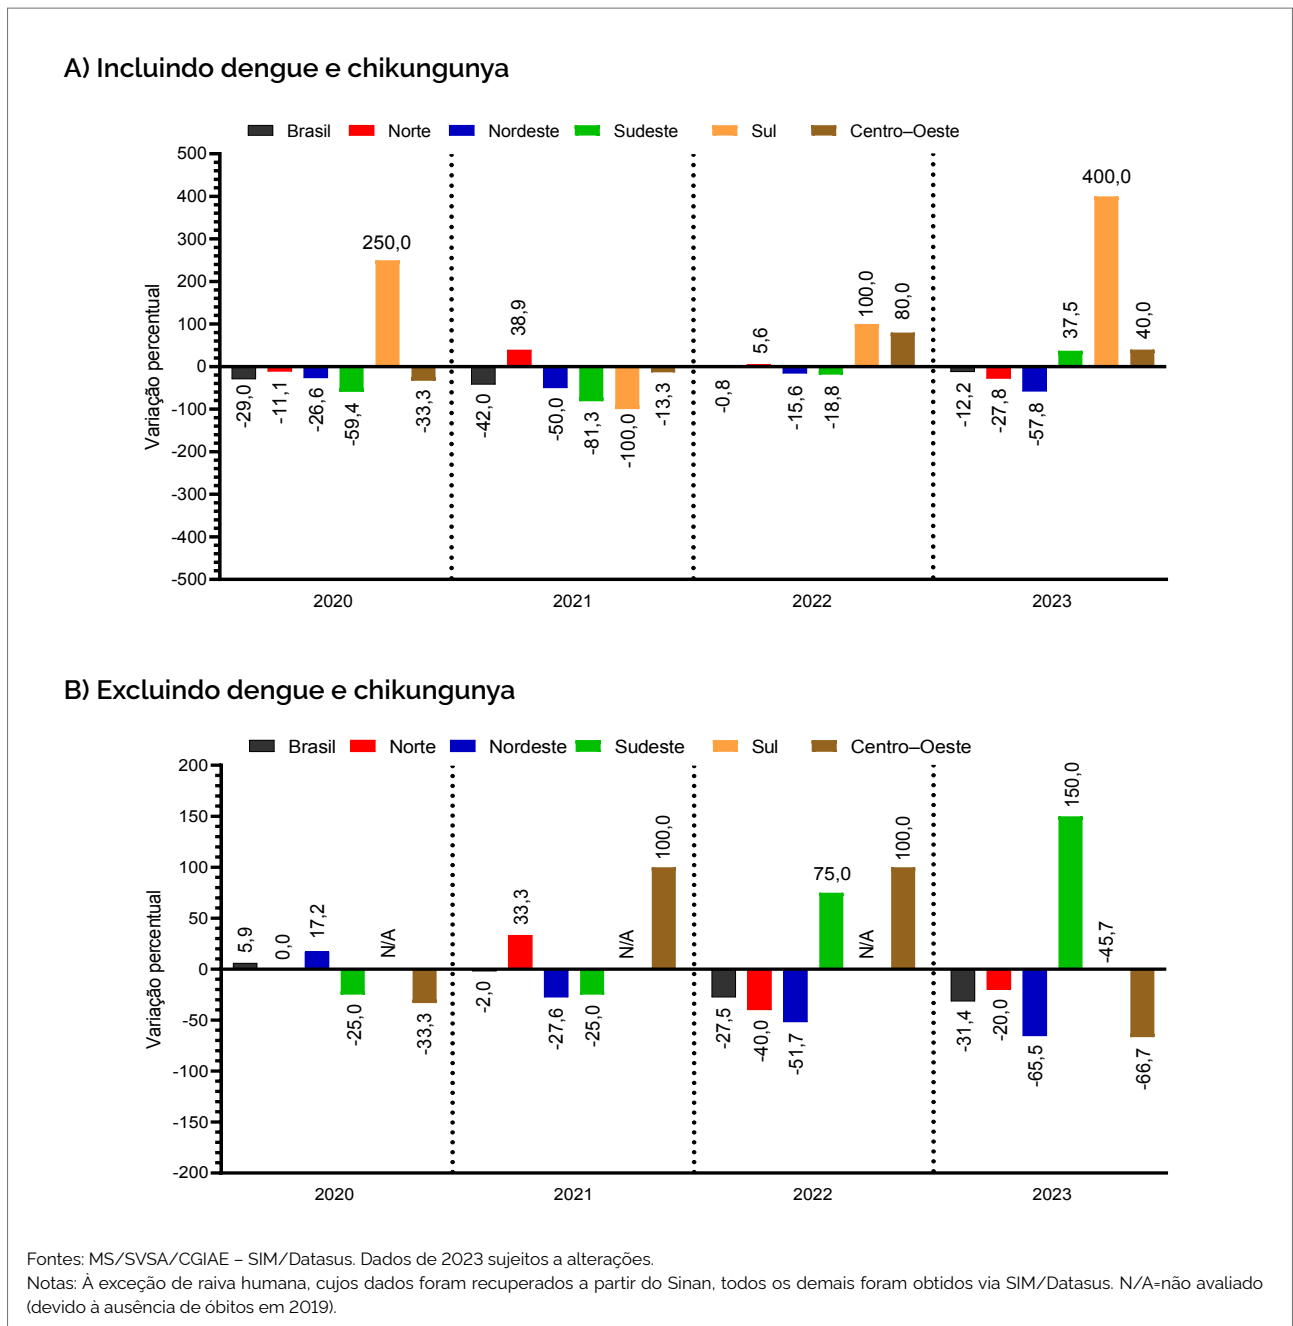 A) Incluindo dengue e chikungunya
Brasil Norte Nordeste Sudeste Sul Centro–Oeste
Variação percentual
500
400
300
200
100
0
-100
-200
-300
-400
-500
-29,0 -11,1 -26,6 -59,4 250,0 -33,3
-42,0 38,9 -50,0 -81,3 -100,0 -13,3
-0,8 5,6 -15,6 -18,8 100,0 80,0
-12,2 -27,8 -57,8 37,5 400,0 40,0
2020 2021 2022 2023
B) Excluindo dengue e chikungunya
Brasil Norte Nordeste Sudeste Sul Centro–Oeste
Variação percentual
200
150
100
50
0
-50
-100
-150
-200
5,9 0,0 17,2 -25,0 N/A -33,3
-2,0 33,3 -27,6 -25,0 N/A 100,0
-27,5 -40,0 -51,7 75,0 N/A 100,0
-31,4 -20,0 -65,5 150,0 -45,7 -66,7
2020 2021 2022 2023
Fontes: MS/SVSA/CGIAE – SIM/Datasus. Dados de 2023 sujeitos a alterações.
Notas: À exceção de raiva humana, cujos dados foram recuperados a partir do Sinan, todos os demais foram obtidos via SIM/Datasus. N/A=não avaliado
(devido à ausência de óbitos em 2019).